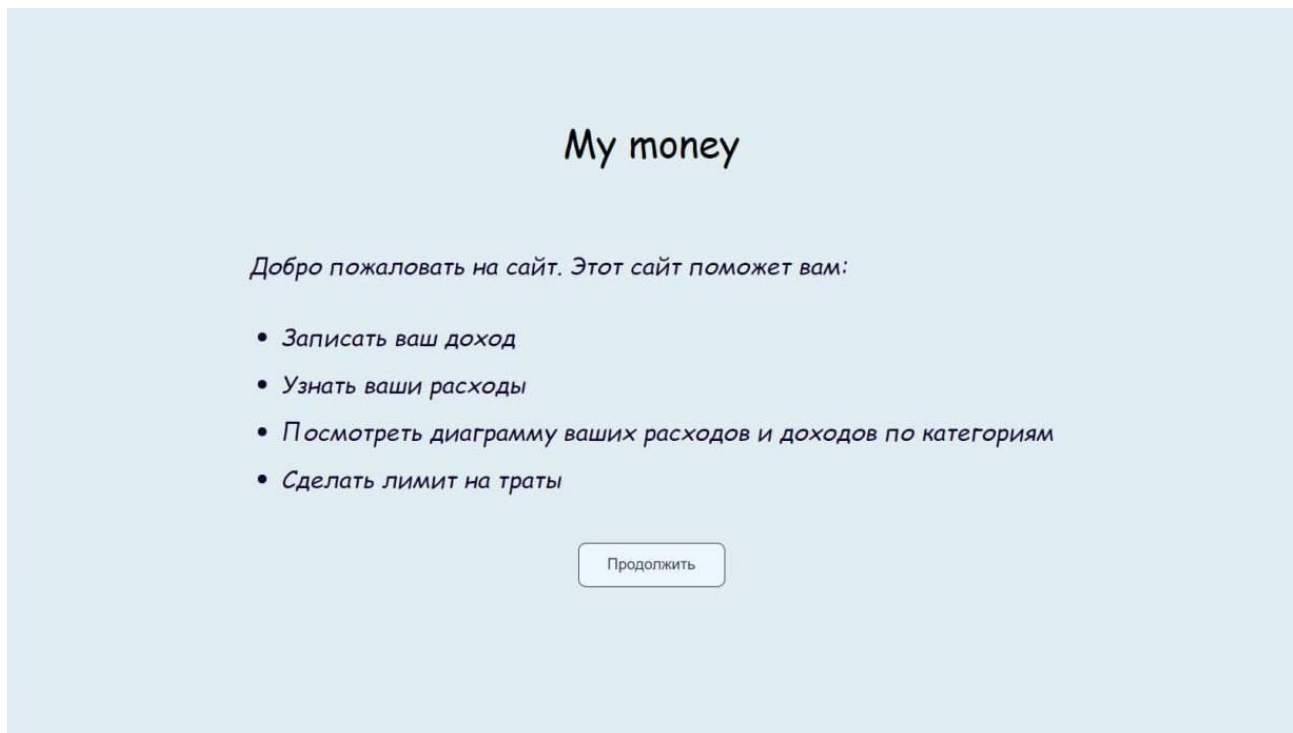 My money
Добро пожаловать на сайт. Этот сайт поможет вам:
• Записать ваш доход
• Узнать ваши расходы
• Посмотреть диаграмму ваших расходов и доходов по категориям
• Сделать лимит на траты
Продолжить